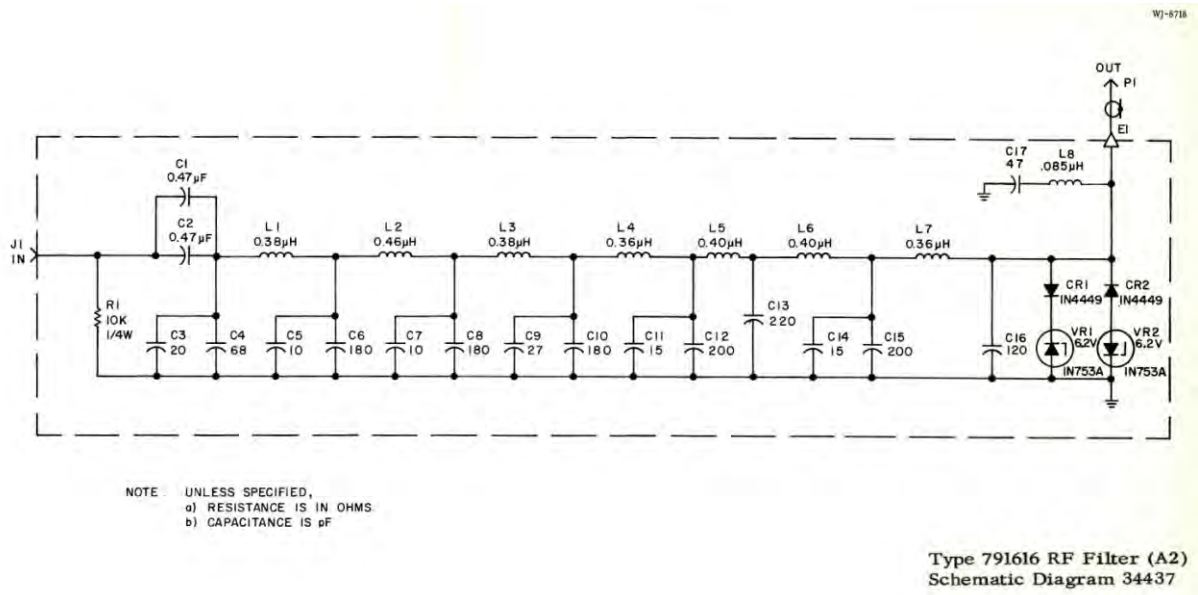 WJ-8718
OUT
P1
E1
C17
47
L8
.085µH
C1
0.47µF
C2
0.47µF
J1
IN
L1
0.38µH
L2
0.46µH
L3
0.38µH
L4
0.36µH
L5
0.40µH
L6
0.40µH
L7
0.36µH
R1
10K
1/4W
C3
20
C4
68
C5
10
C6
180
C7
10
C8
180
C9
27
C10
180
C11
15
C12
200
C13
220
C14
15
C15
200
C16
120
CR1
1N4449
CR2
1N4449
VR1
6.2V
1N753A
VR2
6.2V
1N753A
NOTE: UNLESS SPECIFIED,
a) RESISTANCE IS IN OHMS.
b) CAPACITANCE IS pF
Type 791616 RF Filter (A2)
Schematic Diagram 34437